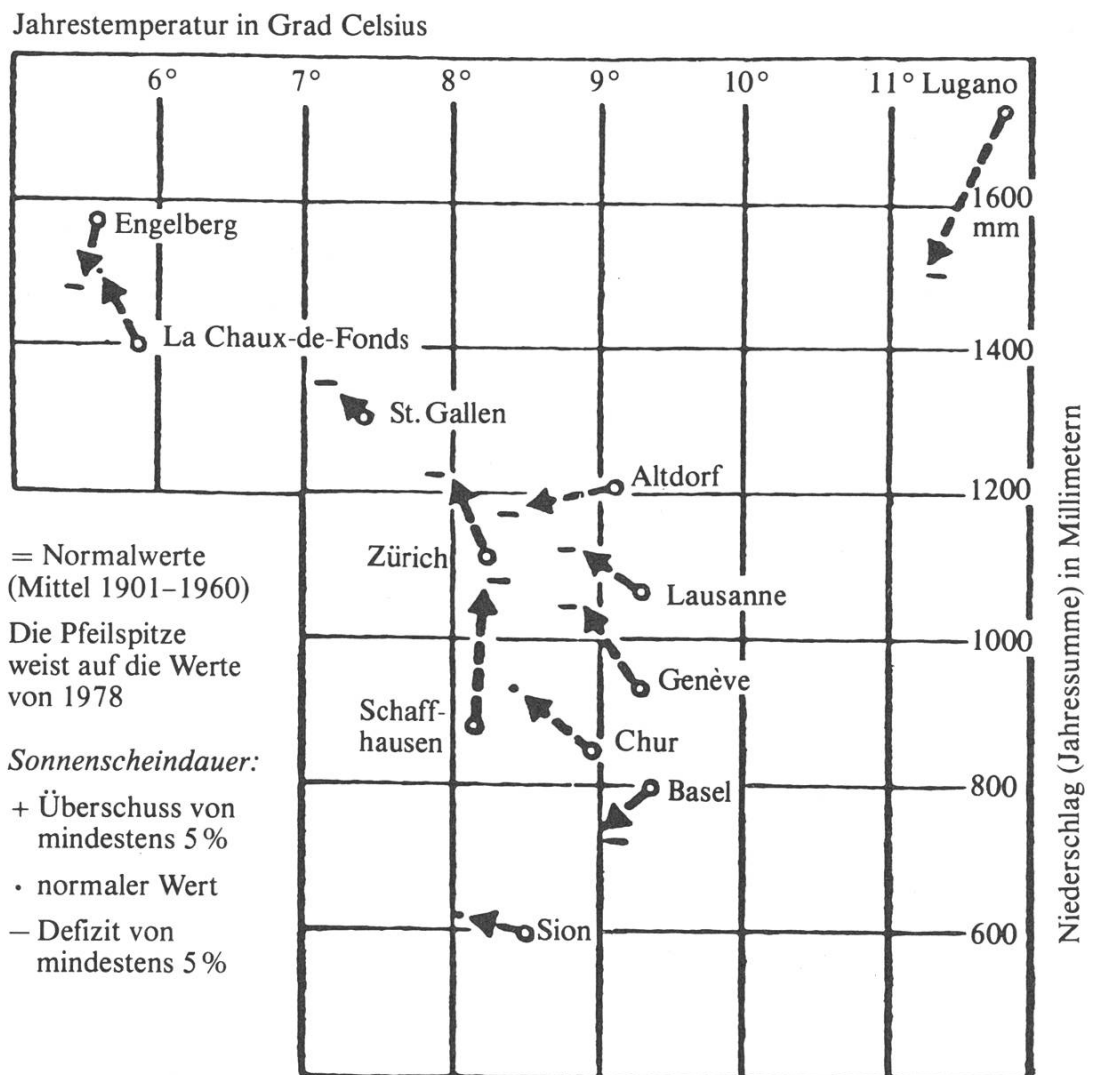 Jahrestemperatur in Grad Celsius
6° 7° 8° 9° 10° 11° Lugano
1600
mm
Engelberg
La Chaux-de-Fonds
1400
St. Gallen
Altdorf
1200
Zürich
Lausanne
1000
Genève
Schaff-
hausen
Chur
Basel
800
Sion
600
Niederschlag (Jahressumme) in Millimetern
= Normalwerte
(Mittel 1901–1960)
Die Pfeilspitze
weist auf die Werte
von 1978
Sonnenscheindauer:
+ Überschuss von
mindestens 5%
· normaler Wert
– Defizit von
mindestens 5%